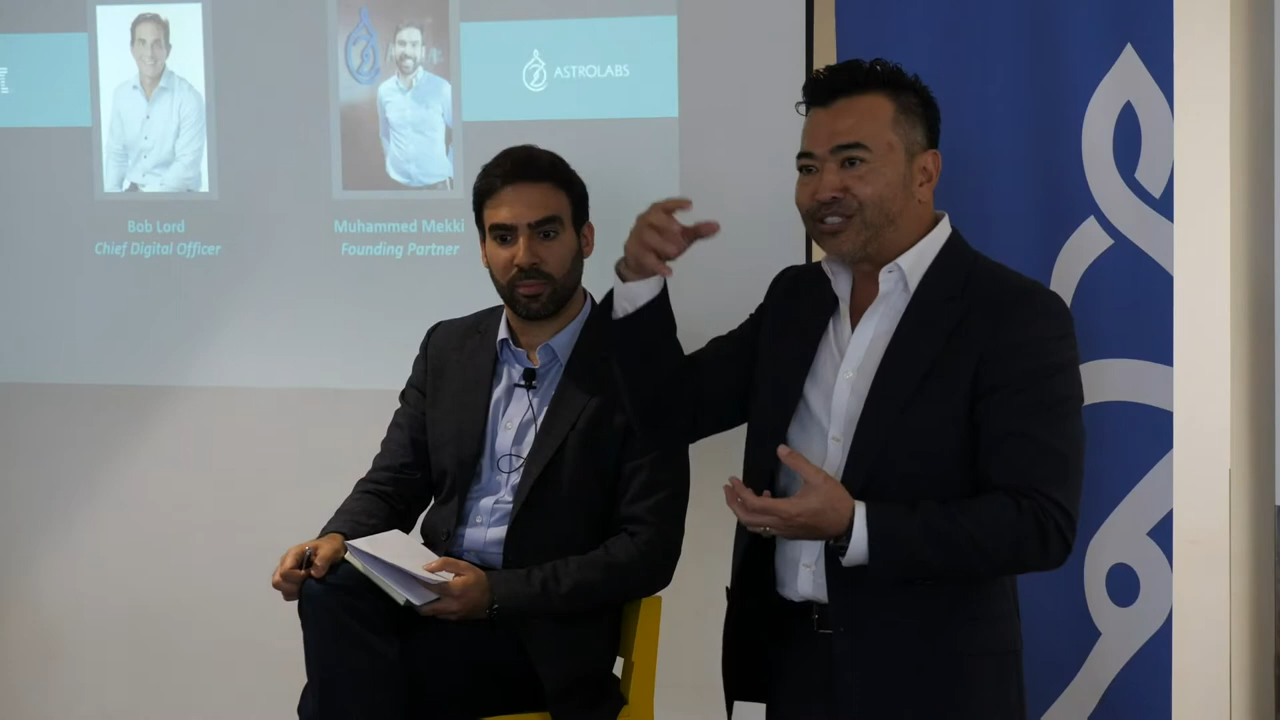 ASTROLABS
Bob Lord
Chief Digital Officer
Muhammed Mekki
Founding Partner